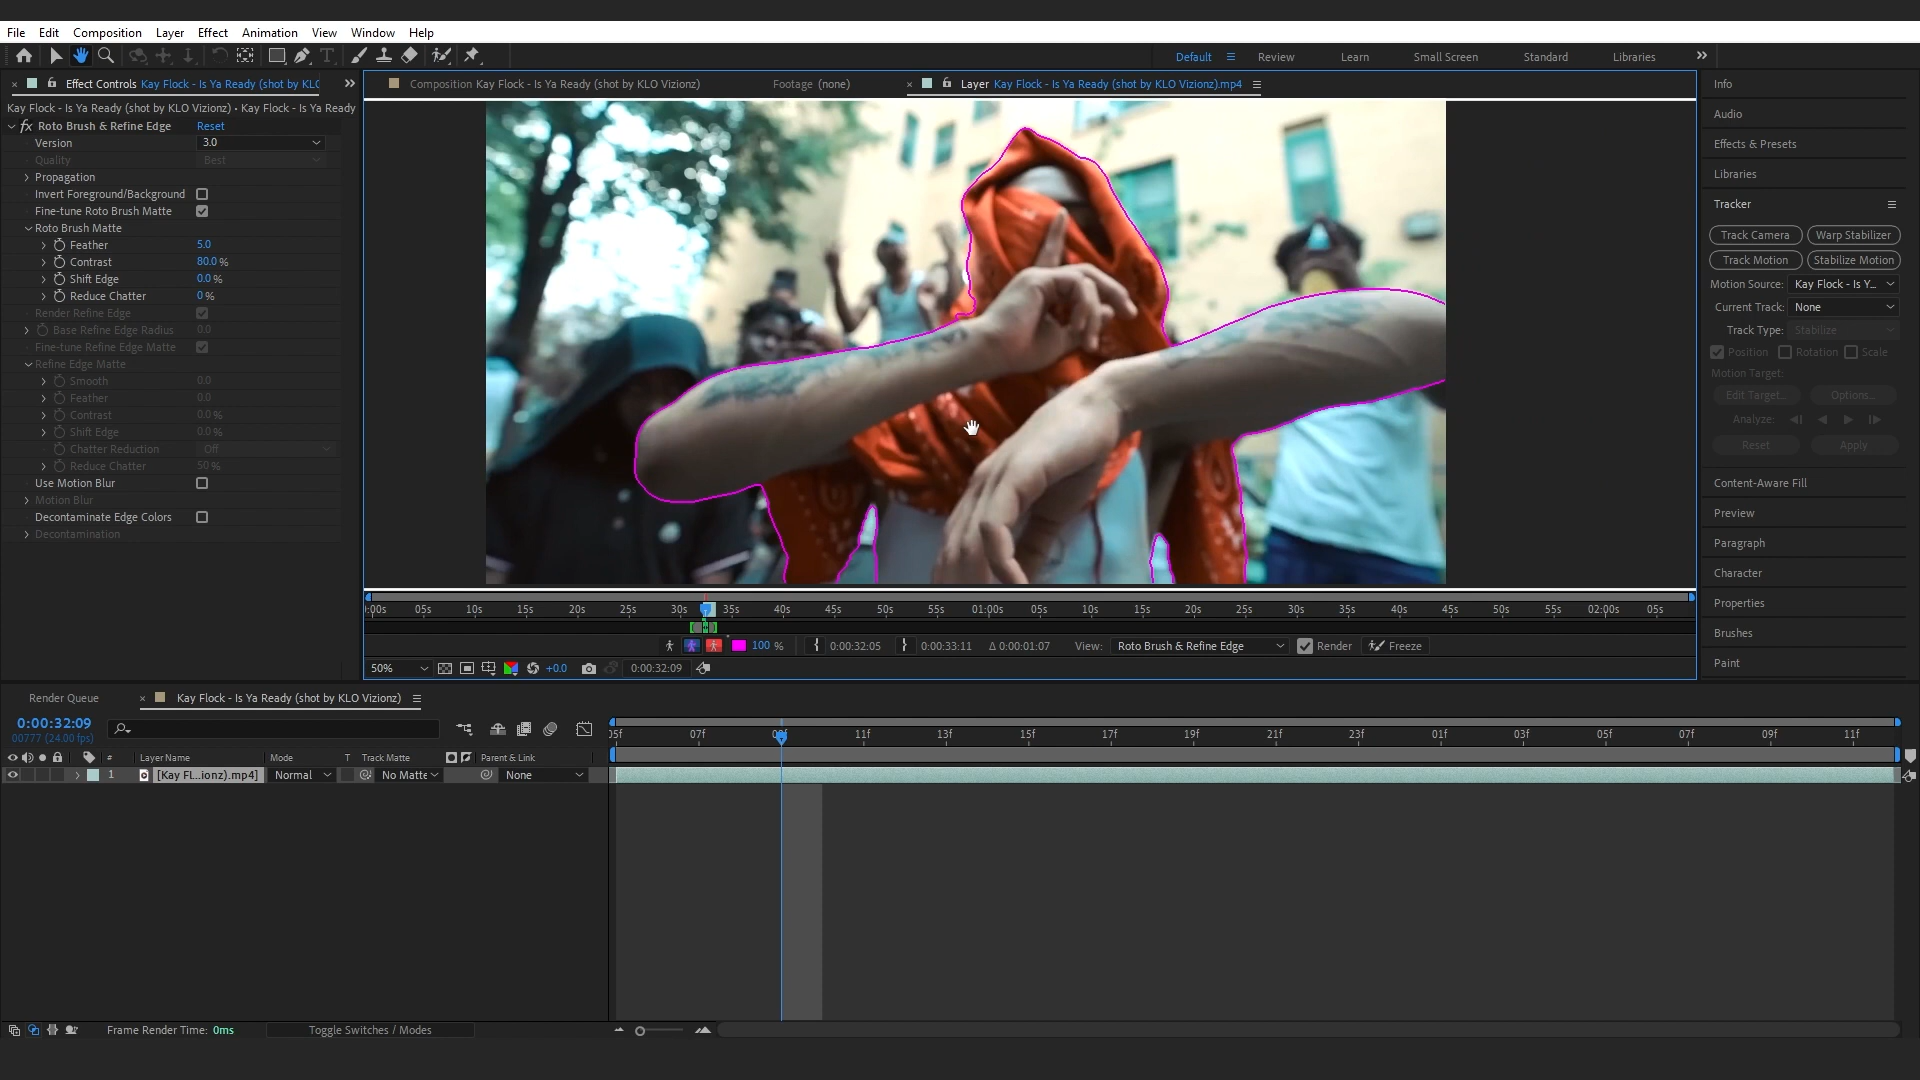 File Edit Composition Layer Effect Animation View Window Help
Default Review Learn Small Screen Standard Libraries
Effect Controls Kay Flock - Is Ya Ready (shot by KLO
Composition Kay Flock - Is Ya Ready (shot by KLO Vizionz)
Footage (none)
Layer Kay Flock - Is Ya Ready (shot by KLO Vizionz).mp4
Kay Flock - Is Ya Ready (shot by KLO Vizionz) • Kay Flock - Is Ya Ready
fx Roto Brush & Refine Edge Reset
Version 3.0
Quality Best
Propagation
Invert Foreground/Background
Fine-tune Roto Brush Matte
Roto Brush Matte
Feather 5.0
Contrast 80.0 %
Shift Edge 0.0 %
Reduce Chatter 0 %
Render Refine Edge
Base Refine Edge Radius 0.0
Fine-tune Refine Edge Matte
Refine Edge Matte
Smooth 0.0
Feather 0.0
Contrast 0.0 %
Shift Edge 0.0 %
Chatter Reduction Off
Reduce Chatter 50 %
Use Motion Blur
Motion Blur
Decontaminate Edge Colors
Decontamination
Info
Audio
Effects & Presets
Libraries
Tracker
Track Camera Warp Stabilizer
Track Motion Stabilize Motion
Motion Source: Kay Flock - Is Y...
Current Track: None
Track Type: Stabilize
Position Rotation Scale
Motion Target:
Edit Target... Options...
Analyze:
Reset Apply
Content-Aware Fill
Preview
Paragraph
Character
Properties
Brushes
Paint
:00s 05s 10s 15s 20s 25s 30s 35s 40s 45s 50s 55s 01:00s 05s 10s 15s 20s 25s 30s 35s 40s 45s 50s 55s 02:00s 05s
100 % 0:00:32:05 0:00:33:11 Δ 0:00:01:07 View: Roto Brush & Refine Edge Render Freeze
50% +0.0 0:00:32:09
Render Queue Kay Flock - Is Ya Ready (shot by KLO Vizionz)
0:00:32:09
00777 (24.00 fps)
05f 07f 09f 11f 13f 15f 17f 19f 21f 23f 01f 03f 05f 07f 09f 11f
# Layer Name Mode T Track Matte Parent & Link
1 [Kay Fl...ionz).mp4] Normal No Matte None
Frame Render Time: 0ms Toggle Switches / Modes